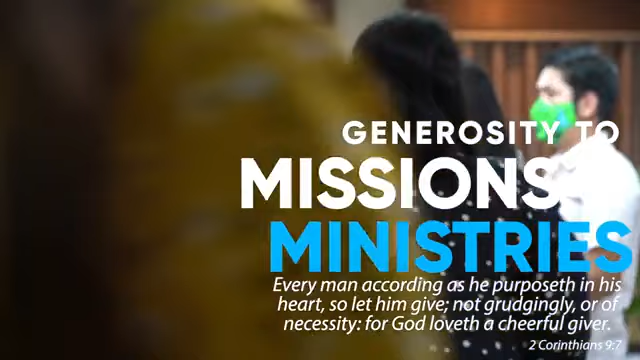 GENEROSITY TO
MISSIONS
MINISTRIES
Every man according as he purposeth in his
heart, so let him give; not grudgingly, or of
necessity: for God loveth a cheerful giver.
2 Corinthians 9:7